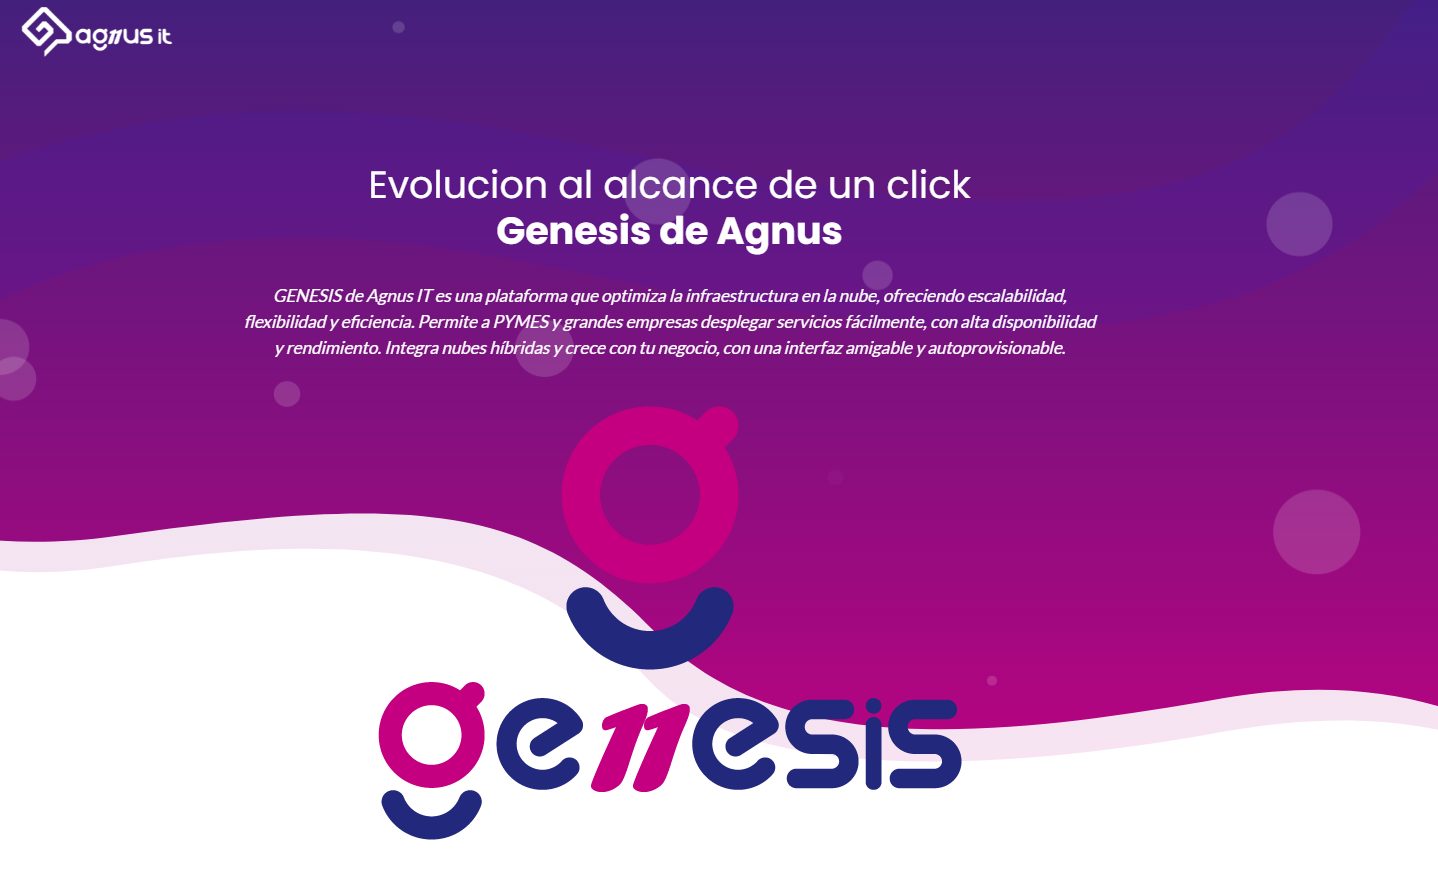 agnus it
Evolucion al alcance de un click
Genesis de Agnus
GENESIS de Agnus IT es una plataforma que optimiza la infraestructura en la nube, ofreciendo escalabilidad,
flexibilidad y eficiencia. Permite a PYMES y grandes empresas desplegar servicios fácilmente, con alta disponibilidad
y rendimiento. Integra nubes híbridas y crece con tu negocio, con una interfaz amigable y autoprovisionable.
g
genesis